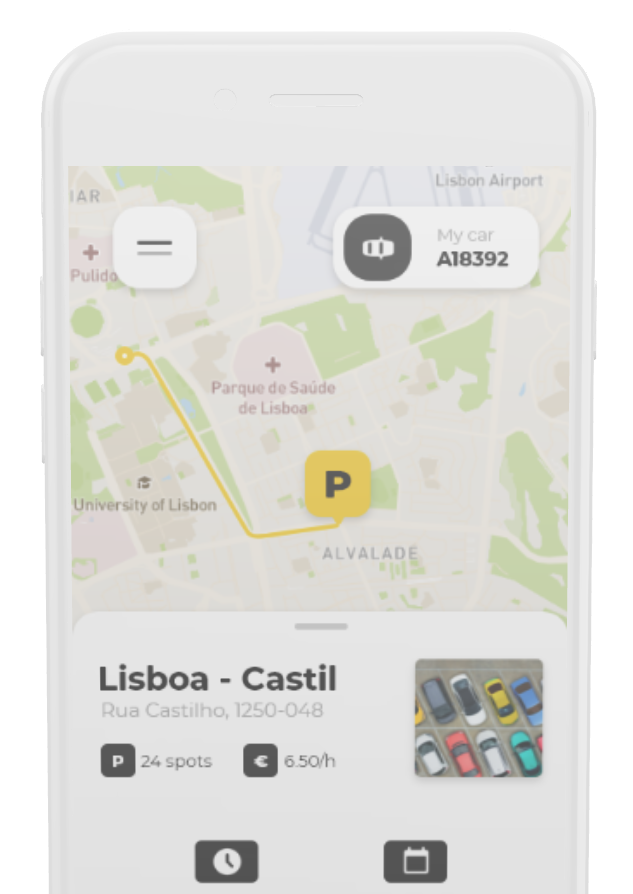 Lisbon Airport
IAR
My car
A18392
Pulido
Parque de Saúde
de Lisboa
P
University of Lisbon
ALVALADE
Lisboa - Castil
Rua Castilho, 1250-048
P 24 spots € 6.50/h